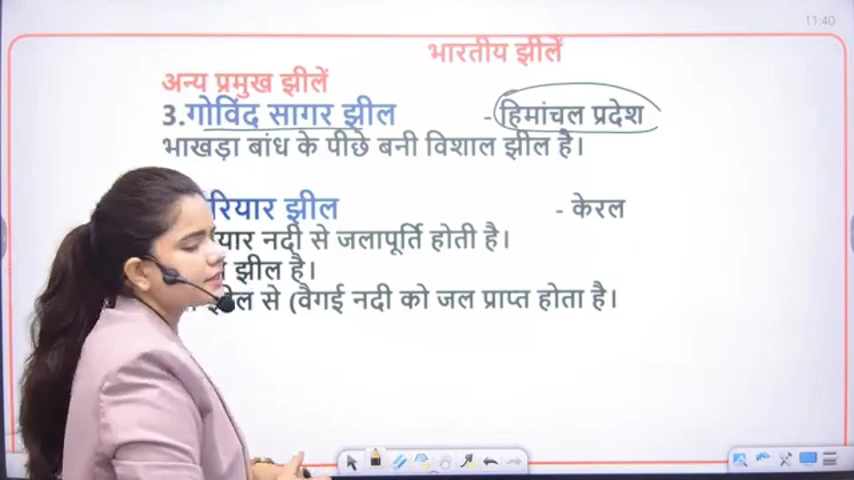 11:40
भारतीय झीलें
अन्य प्रमुख झीलें
3.गोविंद सागर झील - हिमांचल प्रदेश
भाखड़ा बांध के पीछे बनी विशाल झील है।
रियार झील - केरल
यार नदी से जलापूर्ति होती है।
झील है।
झील से (वैगई नदी को जल प्राप्त होता है।